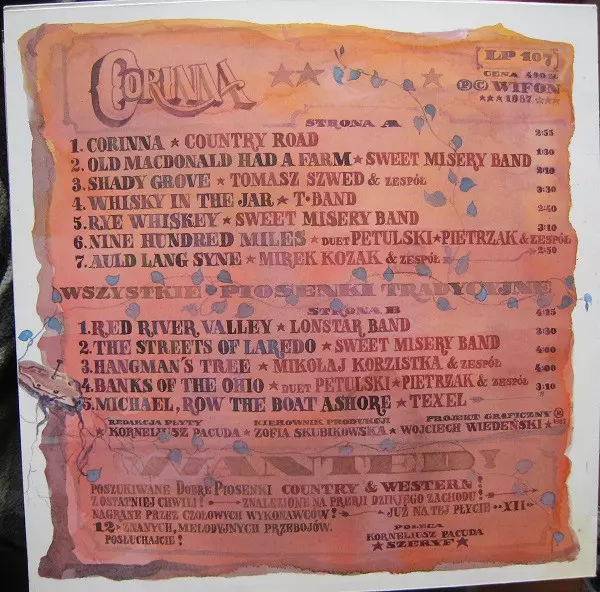 CORINNA
LP 107
CENA 490 ZŁ
Ⓟ© WIFON
★★★ 1987 ★★★
STRONA A
1. CORINNA ★ COUNTRY ROAD 2:55
2. OLD MACDONALD HAD A FARM ★ SWEET MISERY BAND 1:30
3. SHADY GROVE ★ TOMASZ SZWED & ZESPÓŁ 2:10
4. WHISKY IN THE JAR ★ T·BAND 3:30
5. RYE WHISKEY ★ SWEET MISERY BAND 2:50
6. NINE HUNDRED MILES ★ DUET PETULSKI ★ PIETRZAK & ZESPÓŁ 3:10
7. AULD LANG SYNE ★ MIREK KOZAK & ZESPÓŁ 2:50
WSZYSTKIE PIOSENKI TRADYCYJNE
STRONA B
1. RED RIVER VALLEY ★ LONSTAR BAND 4:15
2. THE STREETS OF LAREDO ★ SWEET MISERY BAND 3:30
3. HANGMAN'S TREE ★ MIKOŁAJ KORZISTKA & ZESPÓŁ 4:00
4. BANKS OF THE OHIO ★ DUET PETULSKI ★ PIETRZAK & ZESPÓŁ 4:00
5. MICHAEL, ROW THE BOAT ASHORE ★ TEXEL 3:10
REDAKCJA PŁYTY KIEROWNIK PRODUKCJI PROJEKT GRAFICZNY
★ KORNELIUSZ PACUDA ★ ZOFIA SKUBIKOWSKA ★ WOJCIECH WIEDEŃSKI ★
WANTED!
POSZUKIWANE DOBRE PIOSENKI COUNTRY & WESTERN!
Z OSTATNIEJ CHWILI! ZNALEZIONE NA PRERII DZIKIEGO ZACHODU!
NAGRANE PRZEZ CZOŁOWYCH WYKONAWCÓW! JUŻ NA TEJ PŁYCIE ··XII
12 ZNANYCH, MELODYJNYCH PRZEBOJÓW.
POSŁUCHAJCIE!
POLECA
KORNELIUSZ PACUDA
★ SZERYF ★